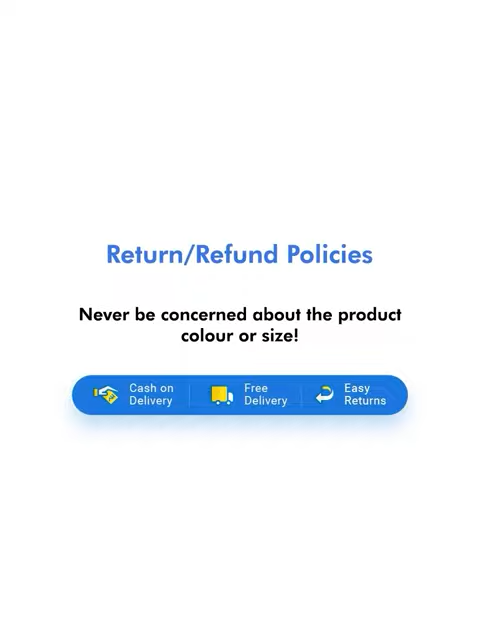 Return/Refund Policies
Never be concerned about the product
colour or size!
Cash on
Delivery
Free
Delivery
Easy
Returns